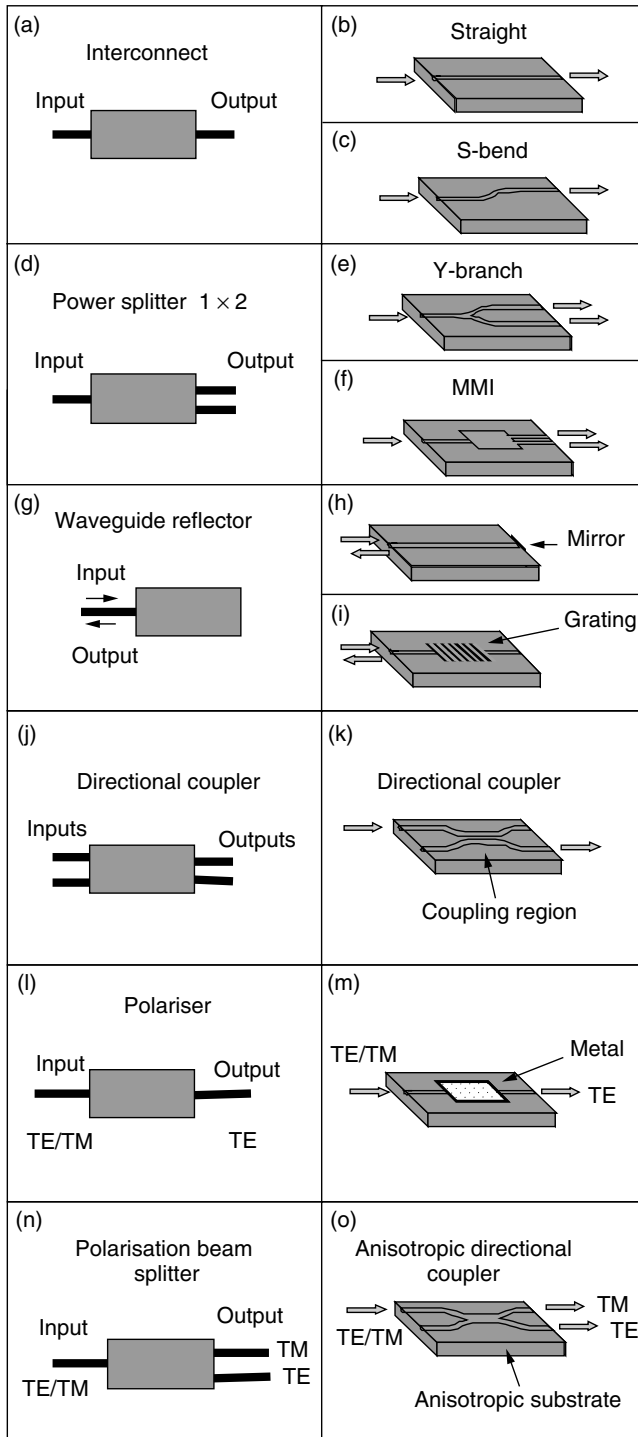 (a)
Interconnect
Input Output
(b)
Straight
(c)
S-bend
(d)
Power splitter 1 × 2
Input Output
(e)
Y-branch
(f)
MMI
(g)
Waveguide reflector
Input
Output
(h)
Mirror
(i)
Grating
(j)
Directional coupler
Inputs Outputs
(k)
Directional coupler
Coupling region
(l)
Polariser
Input Output
TE/TM TE
(m)
TE/TM Metal
TE
(n)
Polarisation beam
splitter
Input Output
TM
TE/TM TE
(o)
Anisotropic directional
coupler
TM
TE/TM TE
Anisotropic substrate